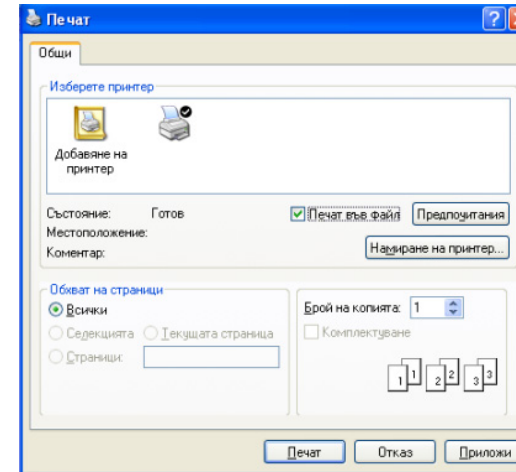 Печат
Общи
Изберете принтер
Добавяне на
принтер
Състояние: Готов
Печат във файл
Предпочитания
Местоположение:
Коментар:
Намиране на принтер...
Обхват на страници
Всички
Селекцията Текущата страница
Страници:
Брой на копията: 1
Комплектуване
1 1 2 2 3 3
Печат Отказ Приложи